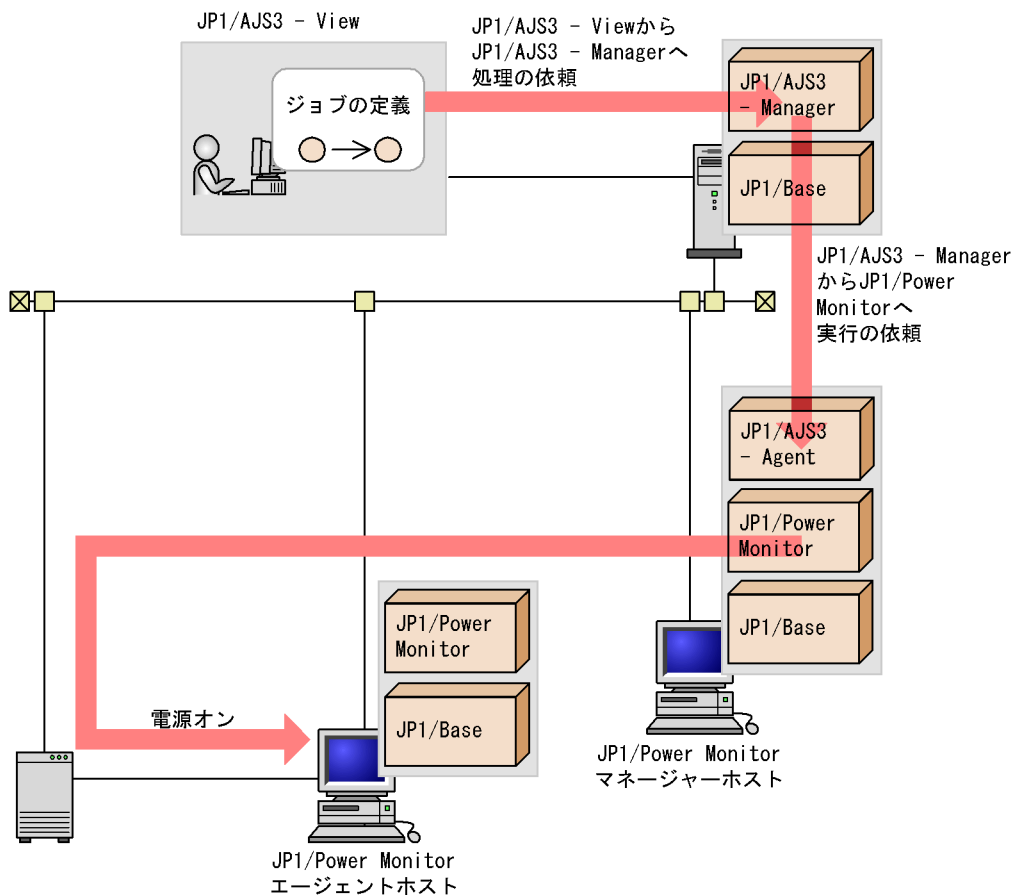 JP1/AJS3 - View
JP1/AJS3 - Viewから
JP1/AJS3 - Managerへ
処理の依頼
ジョブの定義
JP1/AJS3
- Manager
JP1/Base
JP1/AJS3 - Manager
からJP1/Power
Monitorへ
実行の依頼
JP1/AJS3
- Agent
JP1/Power
Monitor
JP1/Base
JP1/Power Monitor
マネージャーホスト
JP1/Power
Monitor
JP1/Base
電源オン
JP1/Power Monitor
エージェントホスト